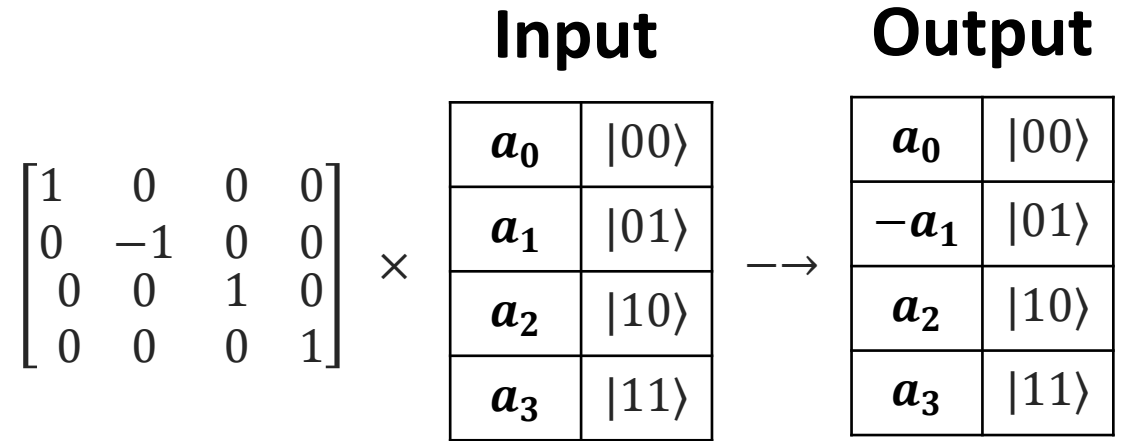 Input Output
[1 0 0 0] × a₀ |00⟩ −→ a₀ |00⟩
[0 −1 0 0] a₁ |01⟩ −a₁ |01⟩
[0 0 1 0] a₂ |10⟩ a₂ |10⟩
[0 0 0 1] a₃ |11⟩ a₃ |11⟩